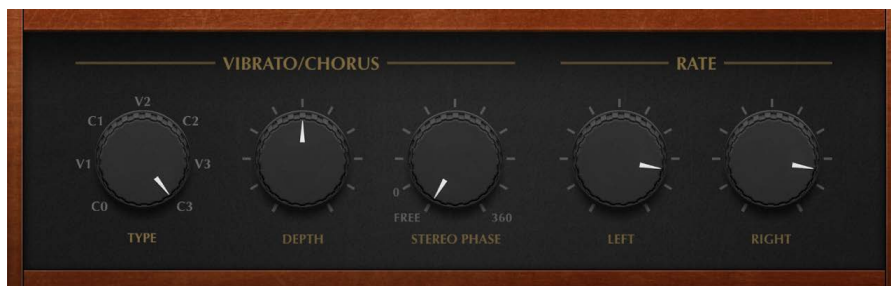 VIBRATO/CHORUS
RATE
V2
C1 C2
V1 V3
C0 C3
0
FREE 360
TYPE DEPTH STEREO PHASE LEFT RIGHT